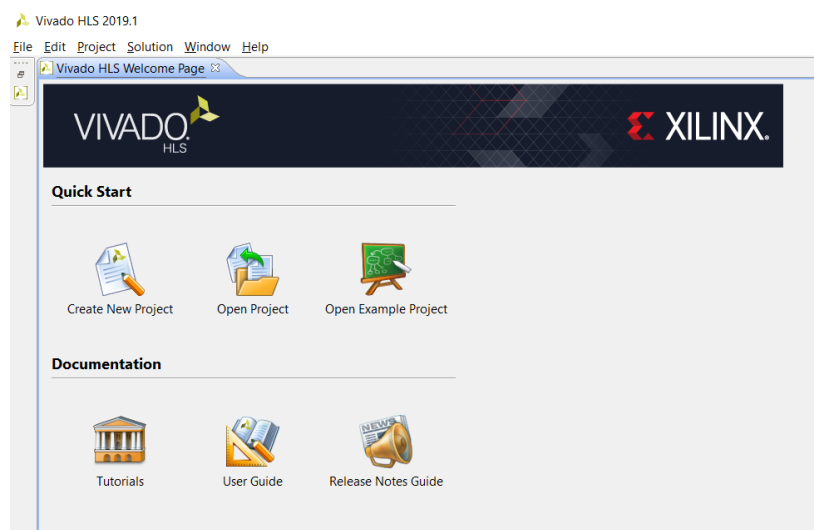 Vivado HLS 2019.1
File Edit Project Solution Window Help
Vivado HLS Welcome Page
VIVADO.
HLS
XILINX.
Quick Start
Create New Project Open Project Open Example Project
Documentation
NEWS
Tutorials User Guide Release Notes Guide